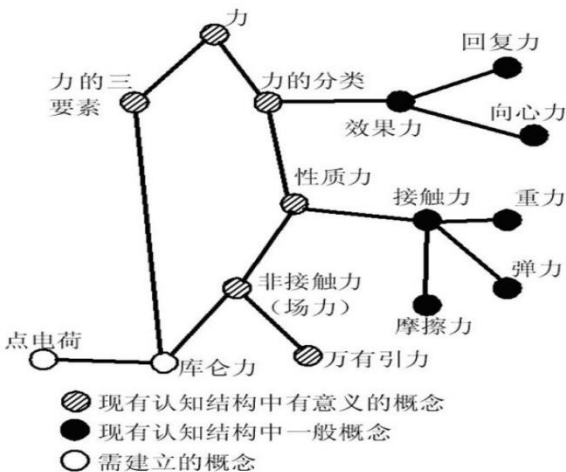 力
回复力
力的三
要素
力的分类
效果力
向心力
性质力
接触力
重力
非接触力
(场力)
弹力
摩擦力
点电荷
库仑力
万有引力
现有认知结构中有意义的概念
现有认知结构中一般概念
需建立的概念